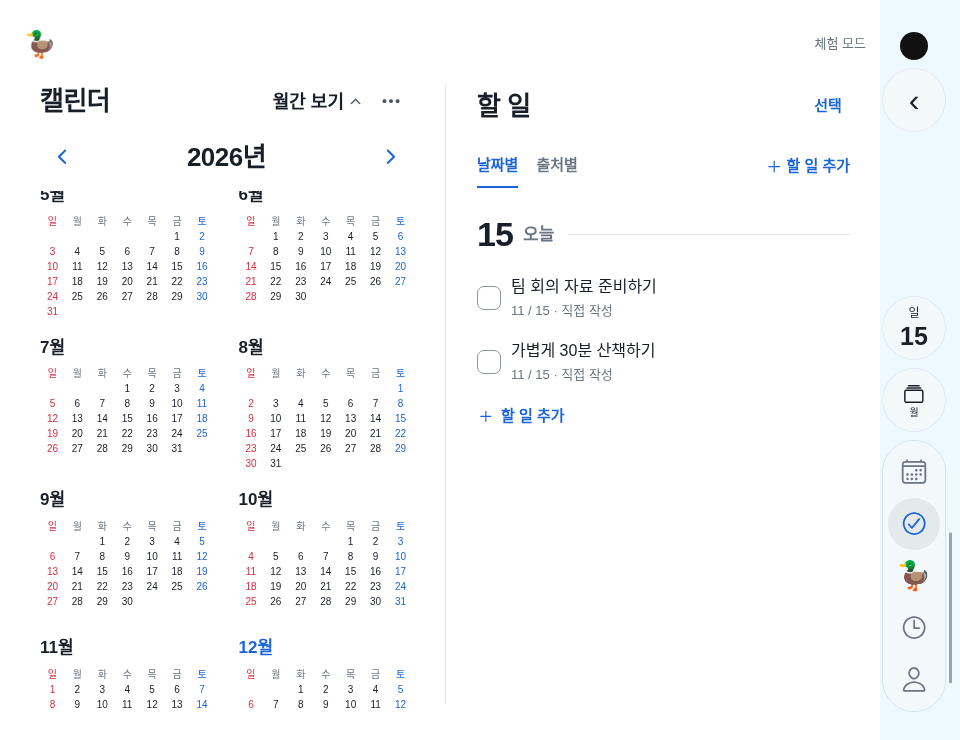 체험 모드
캘린더
월간 보기
2026년
5월 6월
일 월 화 수 목 금 토 일 월 화 수 목 금 토
1 2 1 2 3 4 5 6
3 4 5 6 7 8 9 7 8 9 10 11 12 13
10 11 12 13 14 15 16 14 15 16 17 18 19 20
17 18 19 20 21 22 23 21 22 23 24 25 26 27
24 25 26 27 28 29 30 28 29 30
31
7월 8월
일 월 화 수 목 금 토 일 월 화 수 목 금 토
1 2 3 4 1
5 6 7 8 9 10 11 2 3 4 5 6 7 8
12 13 14 15 16 17 18 9 10 11 12 13 14 15
19 20 21 22 23 24 25 16 17 18 19 20 21 22
26 27 28 29 30 31 23 24 25 26 27 28 29
30 31
9월 10월
일 월 화 수 목 금 토 일 월 화 수 목 금 토
1 2 3 4 5 1 2 3
6 7 8 9 10 11 12 4 5 6 7 8 9 10
13 14 15 16 17 18 19 11 12 13 14 15 16 17
20 21 22 23 24 25 26 18 19 20 21 22 23 24
27 28 29 30 25 26 27 28 29 30 31
11월 12월
일 월 화 수 목 금 토 일 월 화 수 목 금 토
1 2 3 4 5 6 7 1 2 3 4 5
8 9 10 11 12 13 14 6 7 8 9 10 11 12
할 일
선택
날짜별 출처별
+ 할 일 추가
15 오늘
팀 회의 자료 준비하기
11 / 15 · 직접 작성
가볍게 30분 산책하기
11 / 15 · 직접 작성
+ 할 일 추가
일
15
월